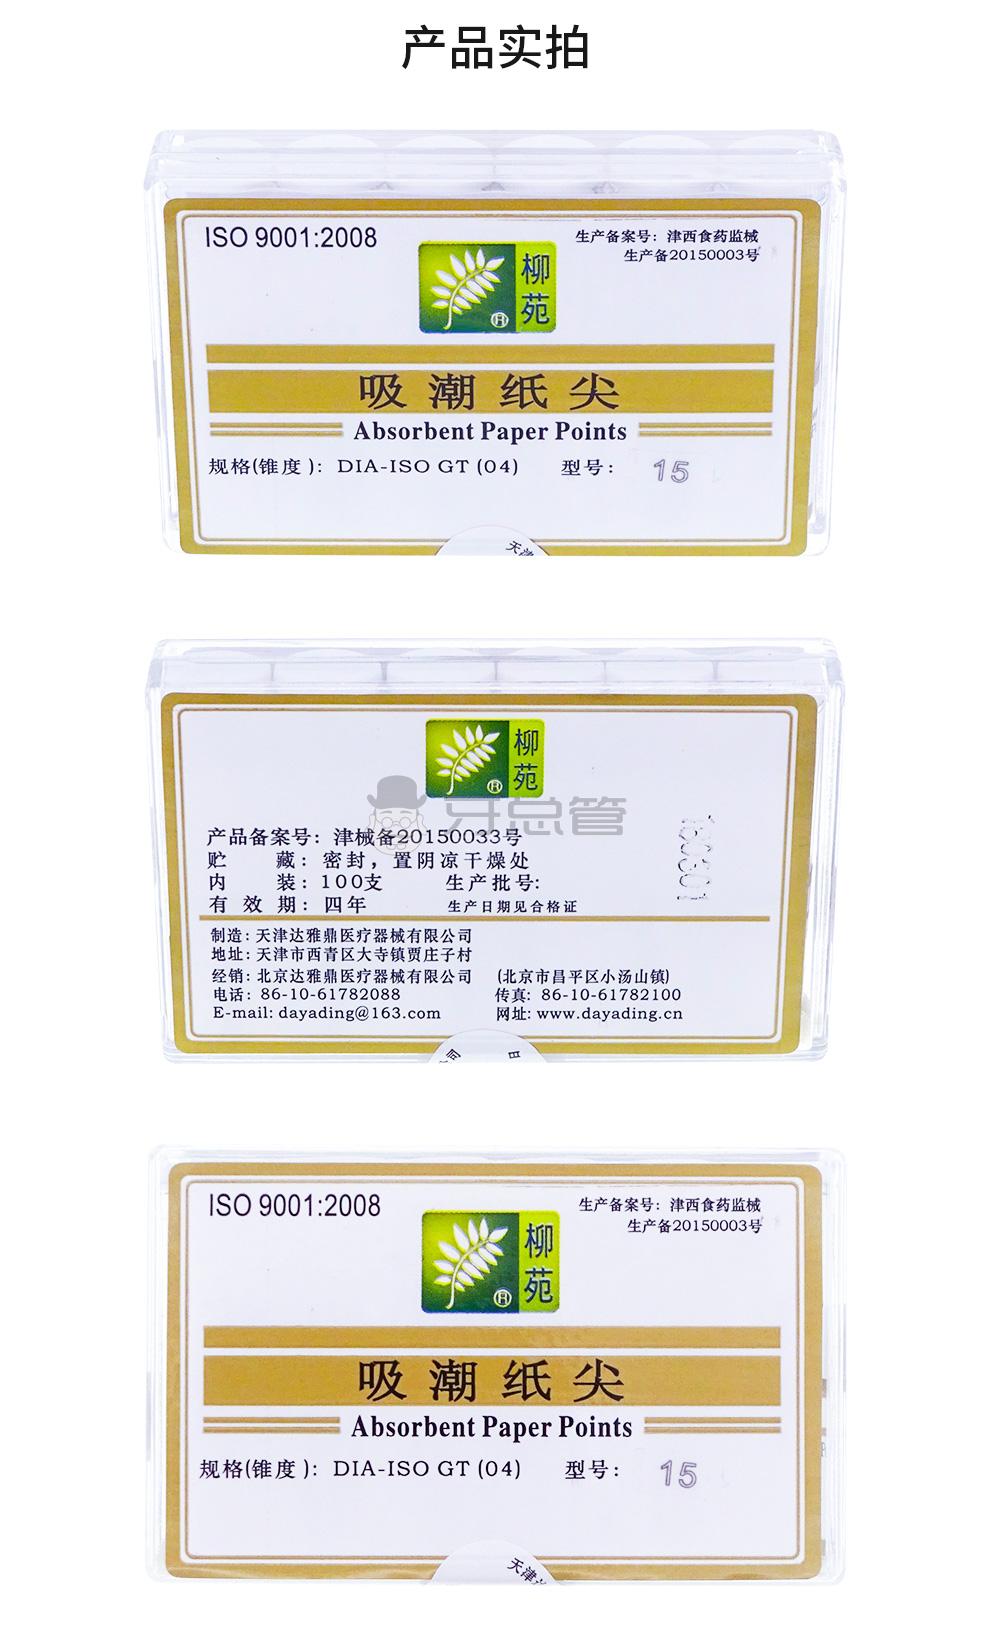 产品实拍
ISO 9001:2008
生产备案号：津西食药监械
生产备20150003号
柳苑
®
吸潮纸尖
Absorbent Paper Points
规格(锥度)：DIA-ISO GT (04) 型号： 15
天津
柳苑
®
牙总管
产品备案号：津械备20150033号
贮 藏：密封，置阴凉干燥处
内 装：100支 生产批号:
有 效 期：四年 生产日期见合格证
制造：天津达雅鼎医疗器械有限公司
地址：天津市西青区大寺镇贾庄子村
经销：北京达雅鼎医疗器械有限公司 (北京市昌平区小汤山镇)
电话：86-10-61782088 传真: 86-10-61782100
E-mail: dayading@163.com 网址: www.dayading.cn
ISO 9001:2008
生产备案号：津西食药监械
生产备20150003号
柳苑
®
吸潮纸尖
Absorbent Paper Points
规格(锥度)：DIA-ISO GT (04) 型号： 15
天津